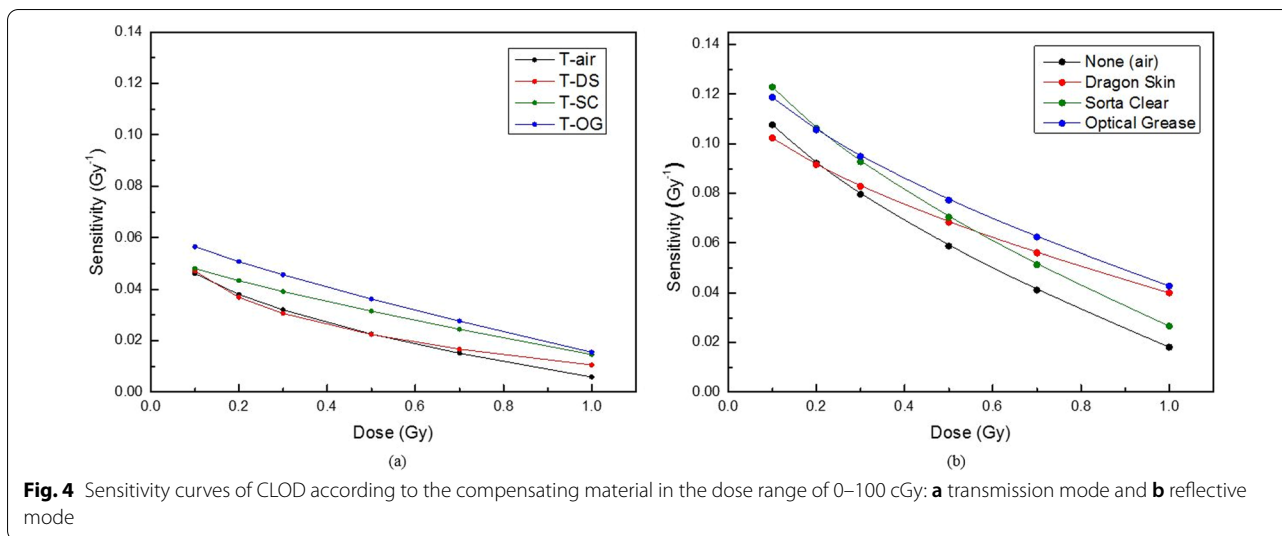 0.14
0.12
0.10
0.08
0.06
0.04
0.02
0.00
Sensitivity (Gy⁻¹)
T-air
T-DS
T-SC
T-OG
0.0 0.2 0.4 0.6 0.8 1.0
Dose (Gy)
(a)
0.14
0.12
0.10
0.08
0.06
0.04
0.02
0.00
Sensitivity (Gy⁻¹)
None (air)
Dragon Skin
Sorta Clear
Optical Grease
0.0 0.2 0.4 0.6 0.8 1.0
Dose (Gy)
(b)
Fig. 4 Sensitivity curves of CLOD according to the compensating material in the dose range of 0–100 cGy: a transmission mode and b reflective
mode